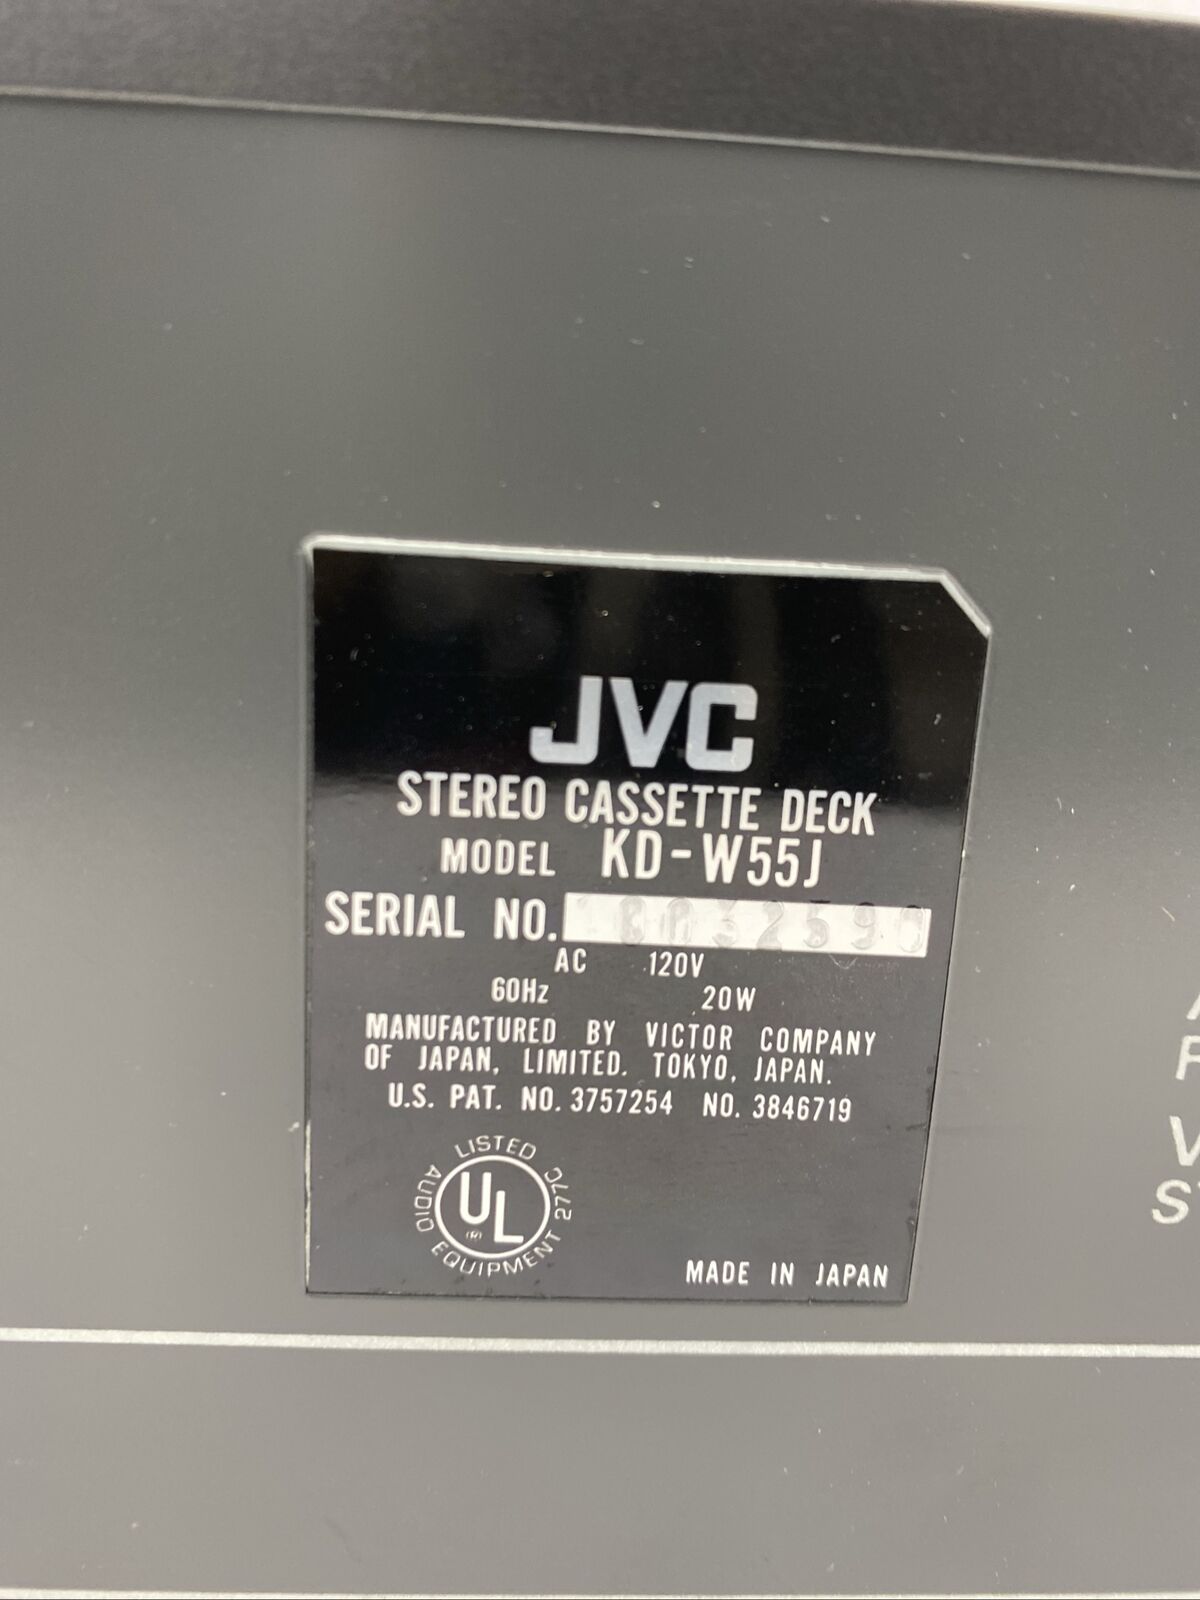 JVC
STEREO CASSETTE DECK
MODEL KD-W55J
SERIAL NO.
AC 120V
60Hz 20W
MANUFACTURED BY VICTOR COMPANY
OF JAPAN, LIMITED. TOKYO, JAPAN.
U.S. PAT. NO. 3757254 NO. 3846719
LISTED
AUDIO EQUIPMENT 277C
UL
®
MADE IN JAPAN